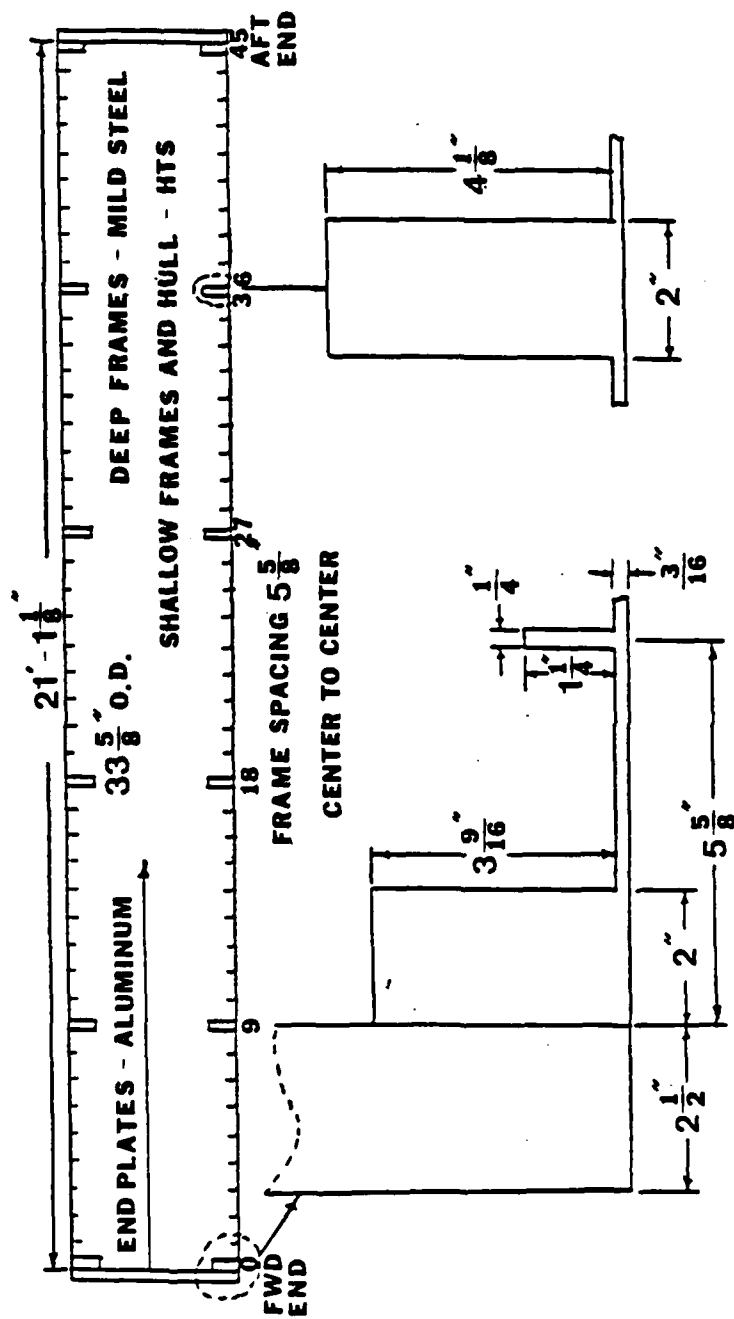 21' - 1 1/8"
END PLATES - ALUMINUM
33 5/8" O.D.
DEEP FRAMES - MILD STEEL
SHALLOW FRAMES AND HULL - HTS
0
9
18
27
36
45
FWD
END
AFT
END
FRAME SPACING 5 5/8
CENTER TO CENTER
3 9/16"
1/4"
1 1/4"
3/16"
2 1/2"
2"
5 5/8"
4 1/8"
2"